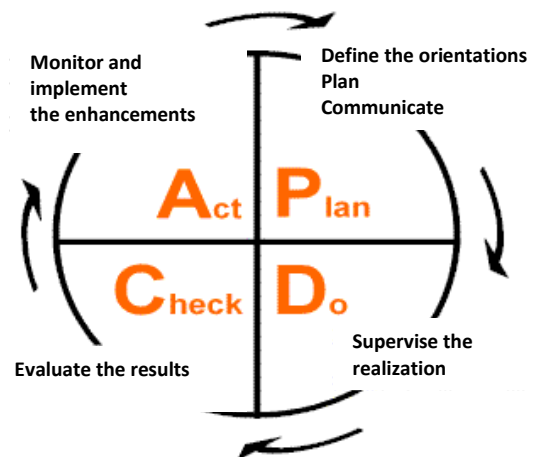 Monitor and
implement
the enhancements
Define the orientations
Plan
Communicate
Act
Plan
Check
Do
Evaluate the results
Supervise the
realization